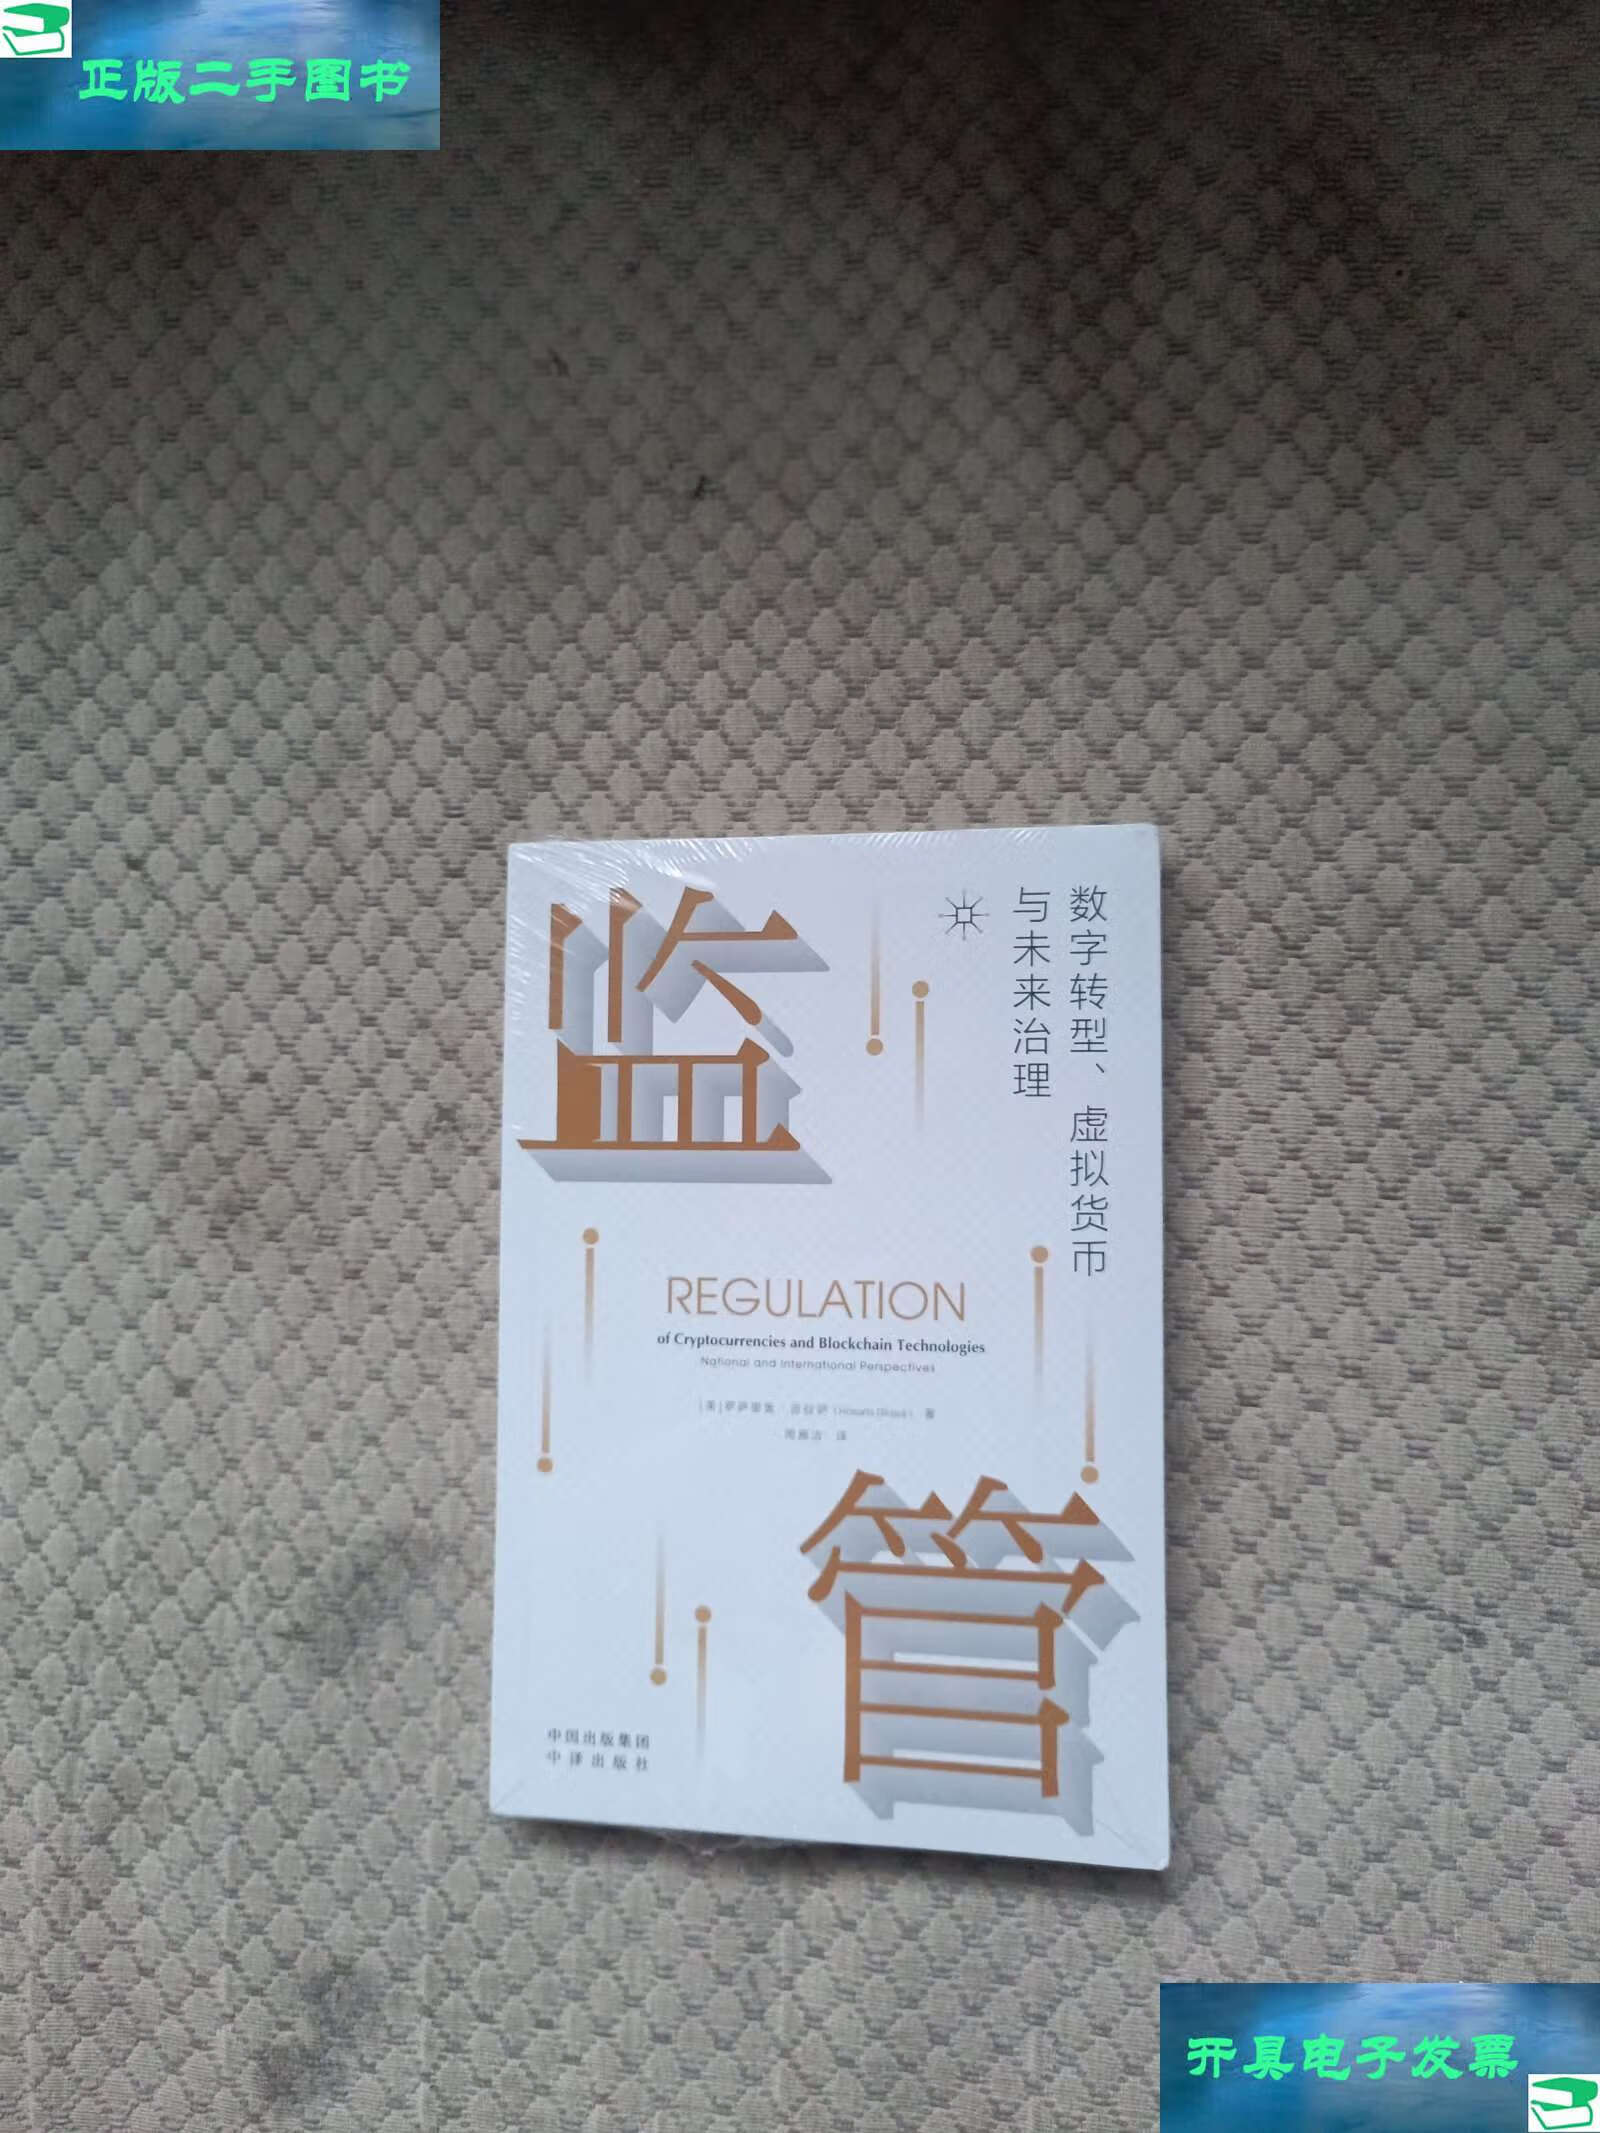 正版二手图书
监
数字转型、虚拟货币
与未来治理
REGULATION
of Cryptocurrencies and Blockchain Technologies
National and International Perspectives
管
中国出版集团
中译出版社
开具电子发票